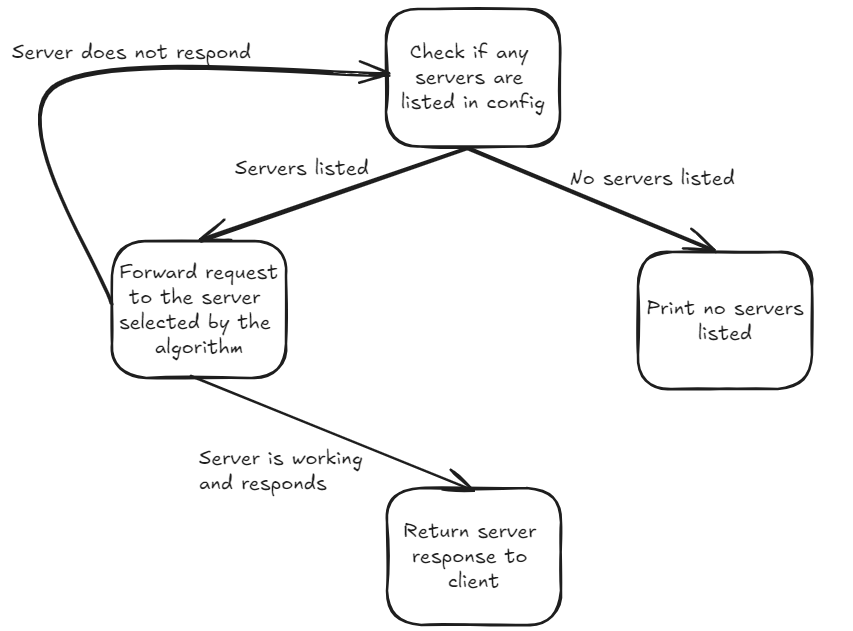 Server does not respond
Check if any
servers are
listed in config
Servers listed
No servers listed
Forward request
to the server
selected by the
algorithm
Print no servers
listed
Server is working
and responds
Return server
response to
client